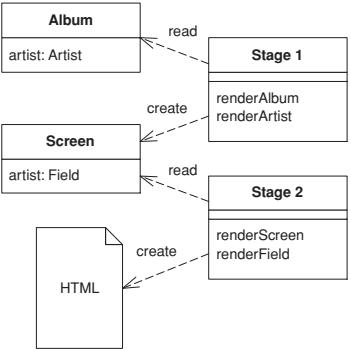 Album
artist: Artist
read
Stage 1
renderAlbum
renderArtist
create
Screen
artist: Field
read
Stage 2
renderScreen
renderField
create
HTML